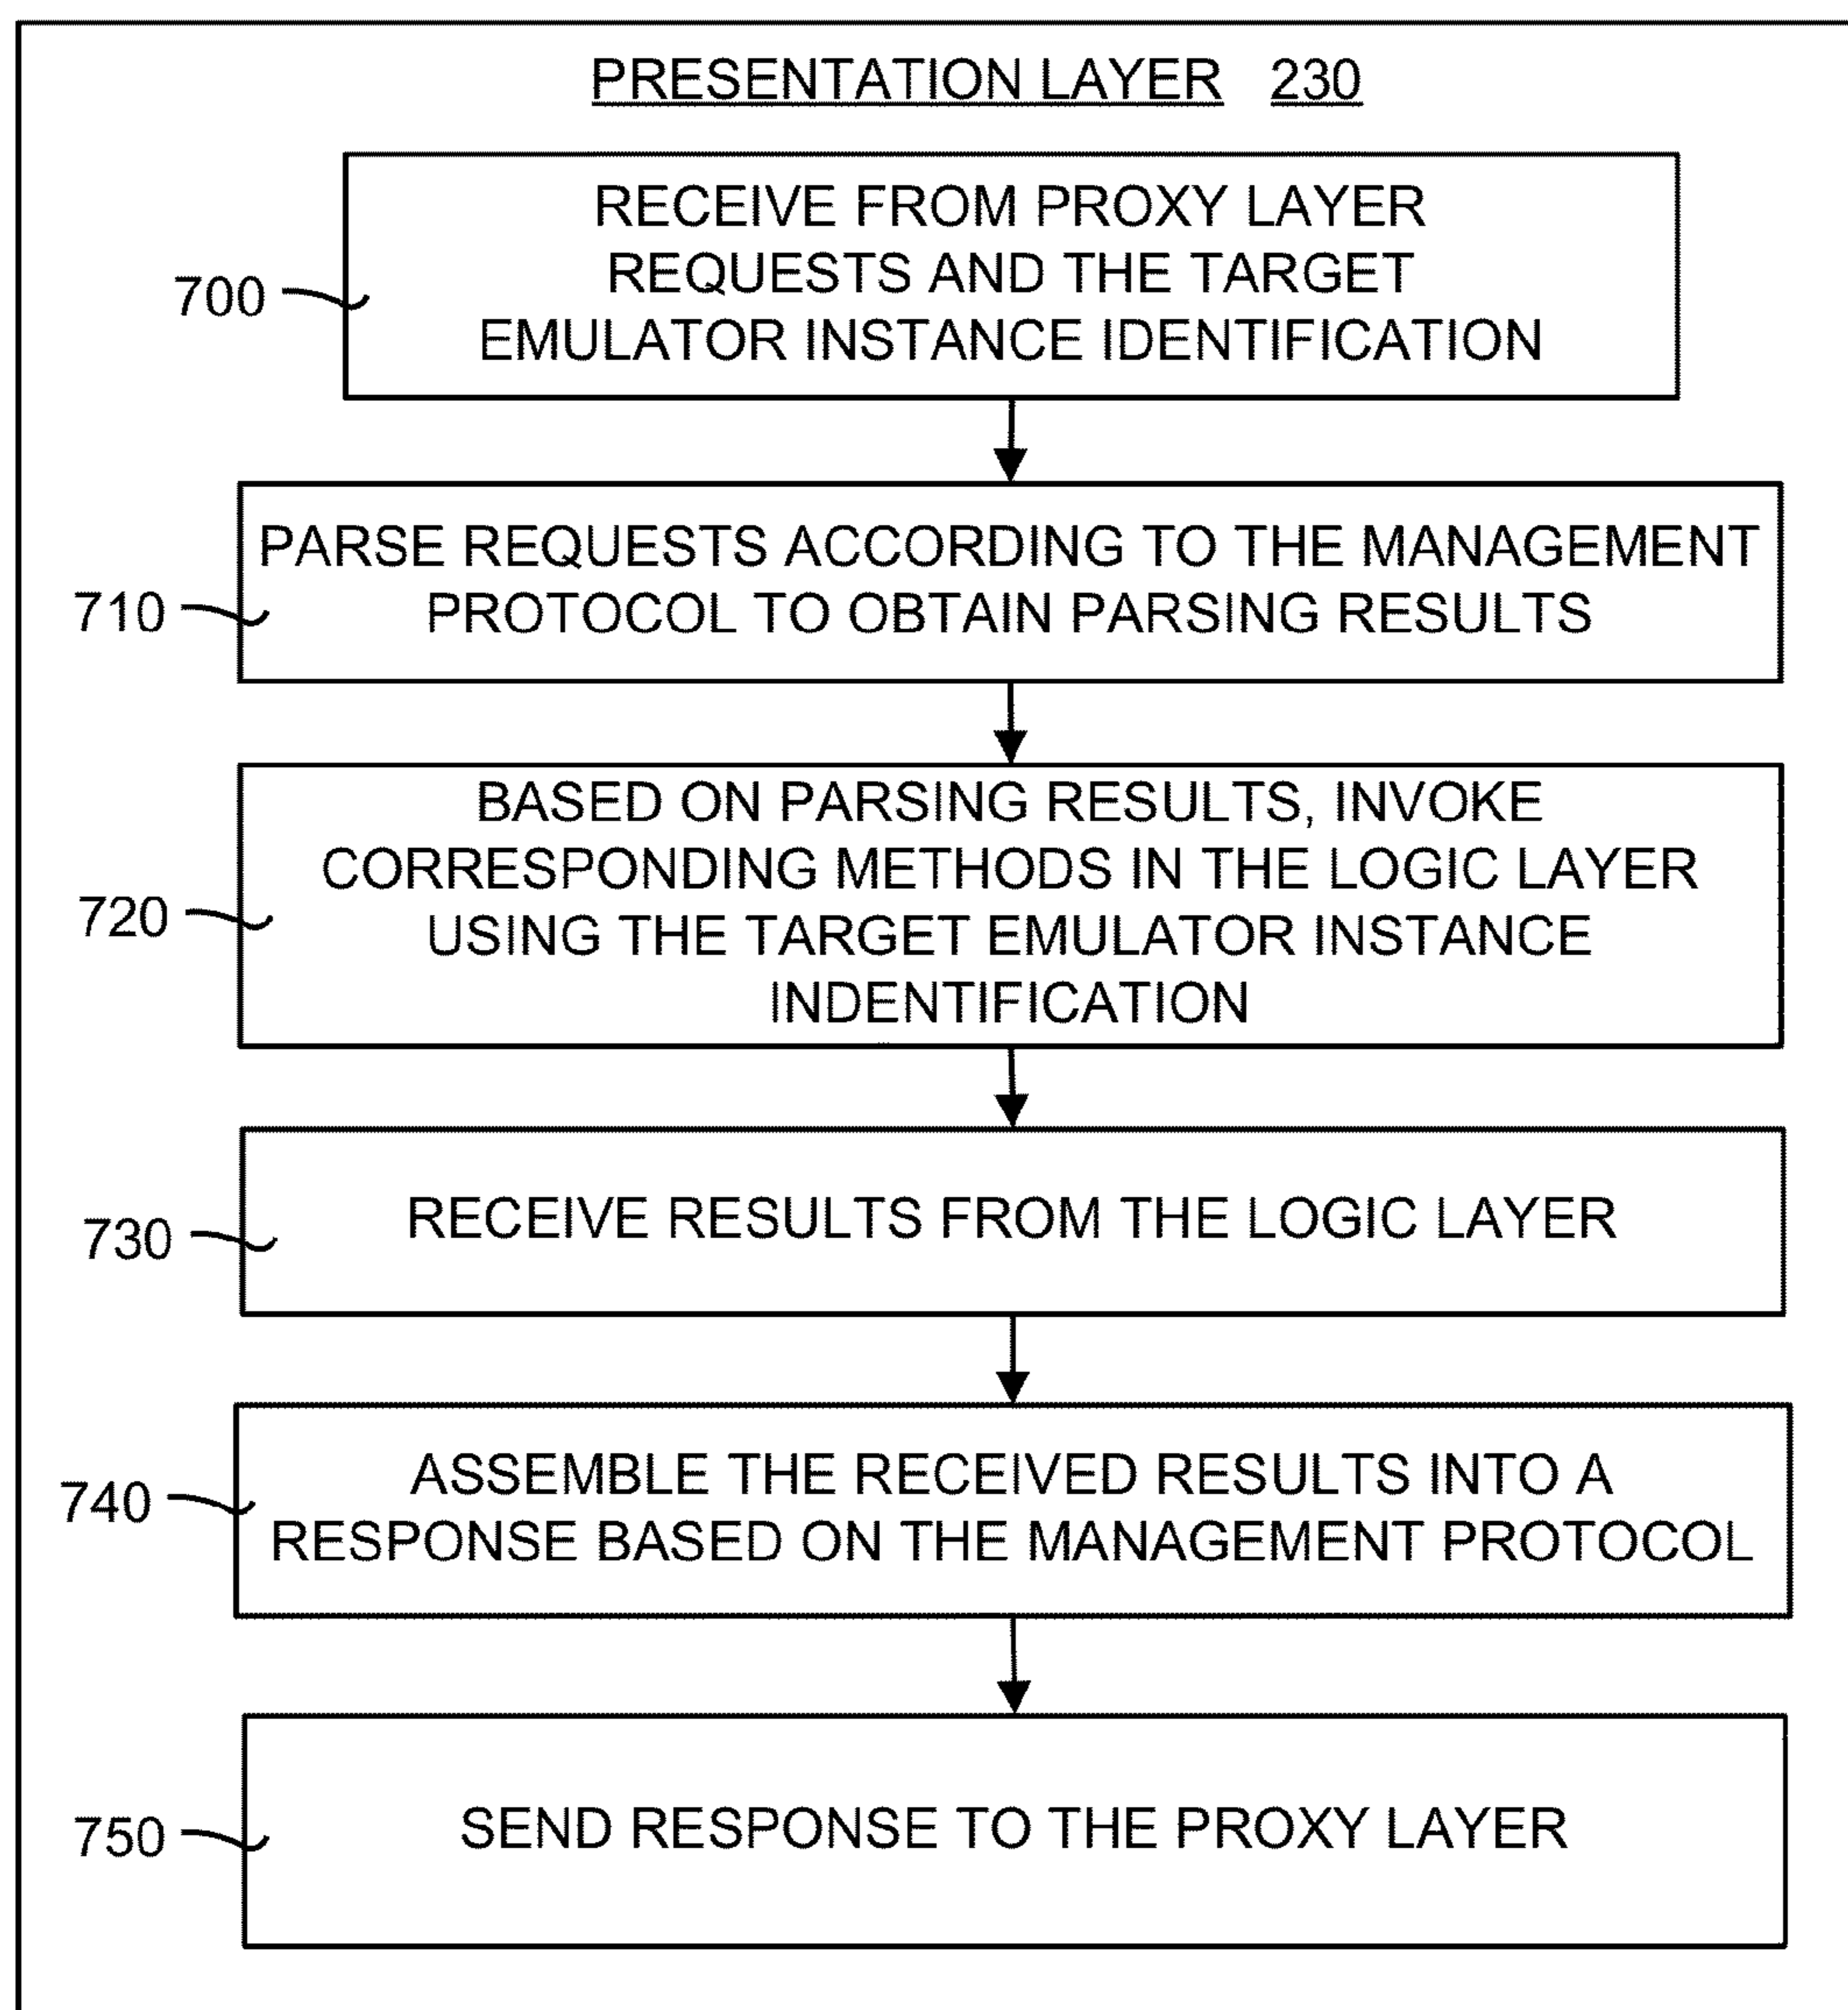 PRESENTATION LAYER 230
RECEIVE FROM PROXY LAYER
REQUESTS AND THE TARGET
EMULATOR INSTANCE IDENTIFICATION
700
PARSE REQUESTS ACCORDING TO THE MANAGEMENT
PROTOCOL TO OBTAIN PARSING RESULTS
710
BASED ON PARSING RESULTS, INVOKE
CORRESPONDING METHODS IN THE LOGIC LAYER
USING THE TARGET EMULATOR INSTANCE
INDENTIFICATION
720
RECEIVE RESULTS FROM THE LOGIC LAYER
730
ASSEMBLE THE RECEIVED RESULTS INTO A
RESPONSE BASED ON THE MANAGEMENT PROTOCOL
740
SEND RESPONSE TO THE PROXY LAYER
750